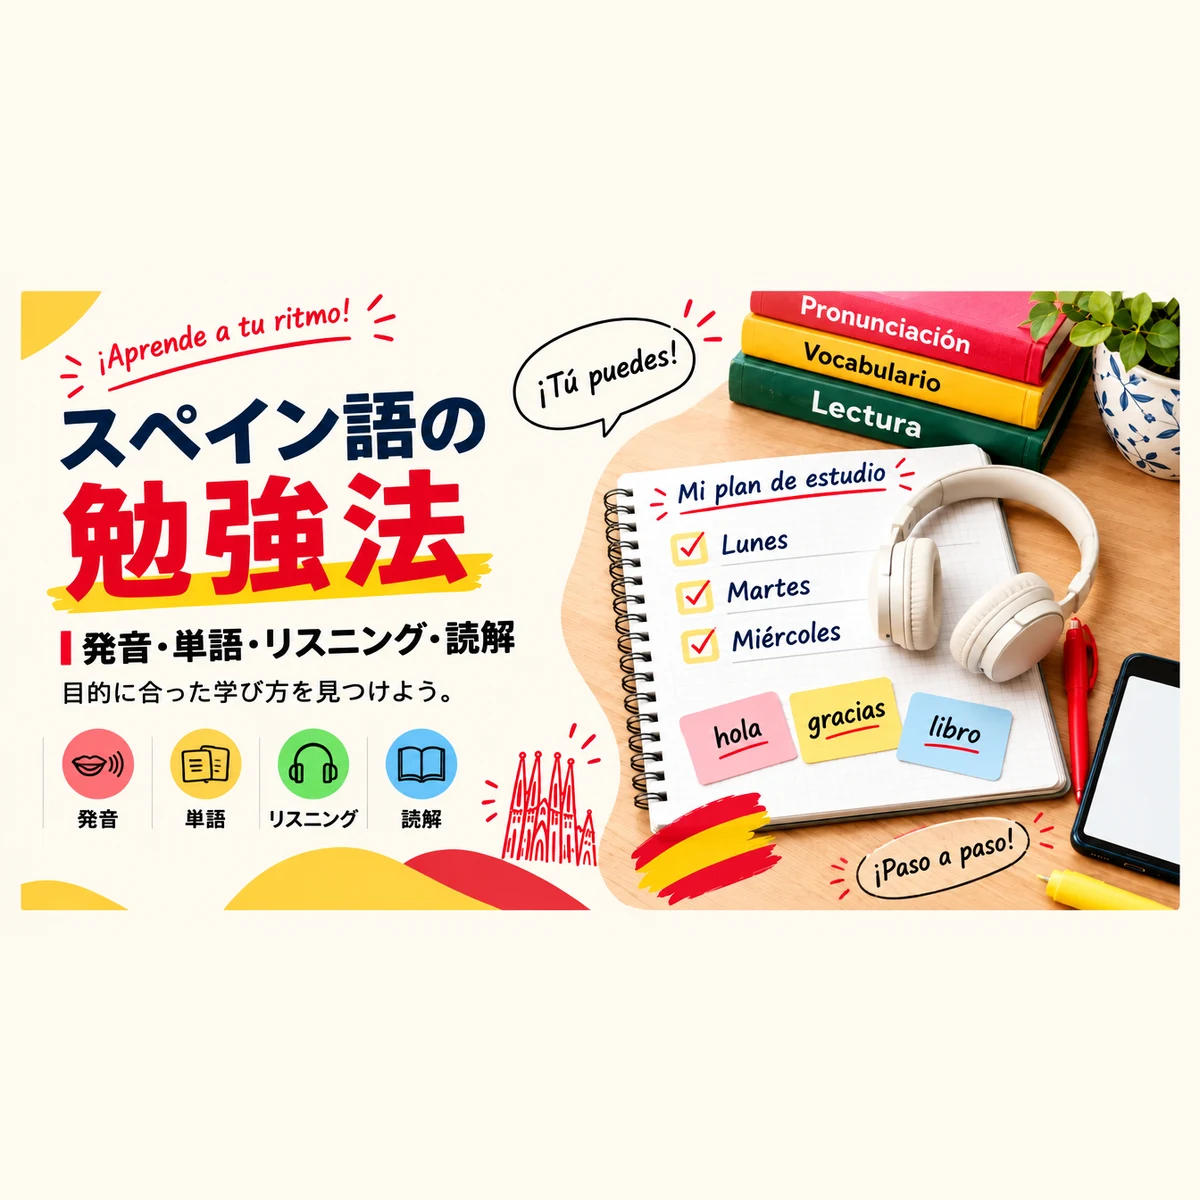 ¡Aprende a tu ritmo!
スペイン語の
勉強法
発音・単語・リスニング・読解
目的に合った学び方を見つけよう。
発音
単語
リスニング
読解
¡Tú puedes!
Pronunciación
Vocabulario
Lectura
Mi plan de estudio
Lunes
Martes
Miércoles
hola
gracias
libro
¡Paso a paso!